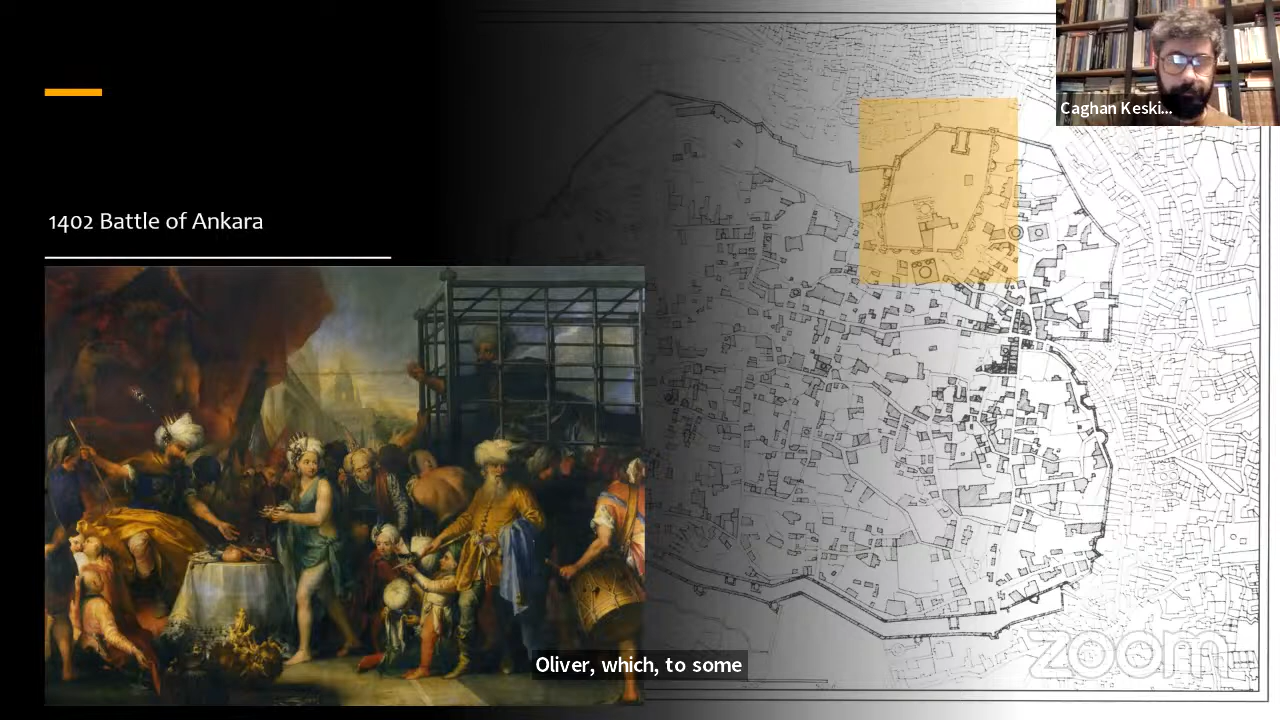 Caghan Keski...
1402 Battle of Ankara
Oliver, which, to some
zoom